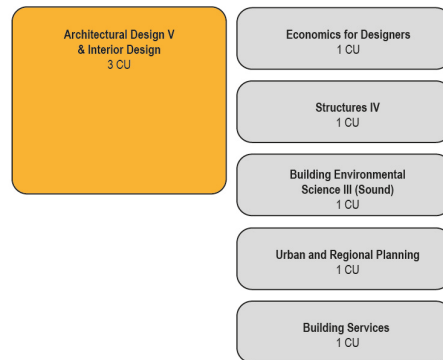 Architectural Design V
& Interior Design
3 CU
Economics for Designers
1 CU
Structures IV
1 CU
Building Environmental
Science III (Sound)
1 CU
Urban and Regional Planning
1 CU
Building Services
1 CU